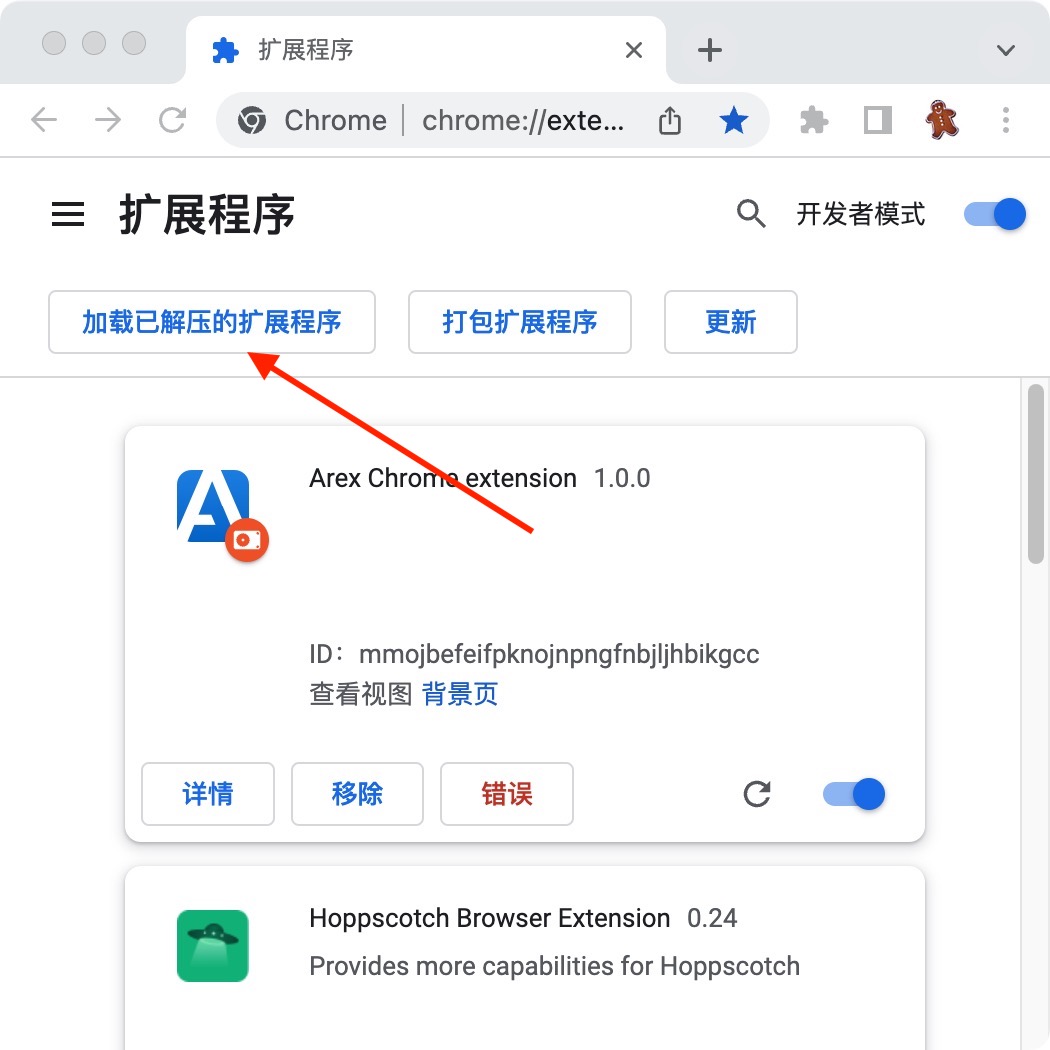 扩展程序
Chrome | chrome://exte...
扩展程序 开发者模式
加载已解压的扩展程序 打包扩展程序 更新
Arex Chrome extension 1.0.0
ID：mmojbefeifpknojnpngfnbjljhbikgcc
查看视图 背景页
详情 移除 错误
Hoppscotch Browser Extension 0.24
Provides more capabilities for Hoppscotch